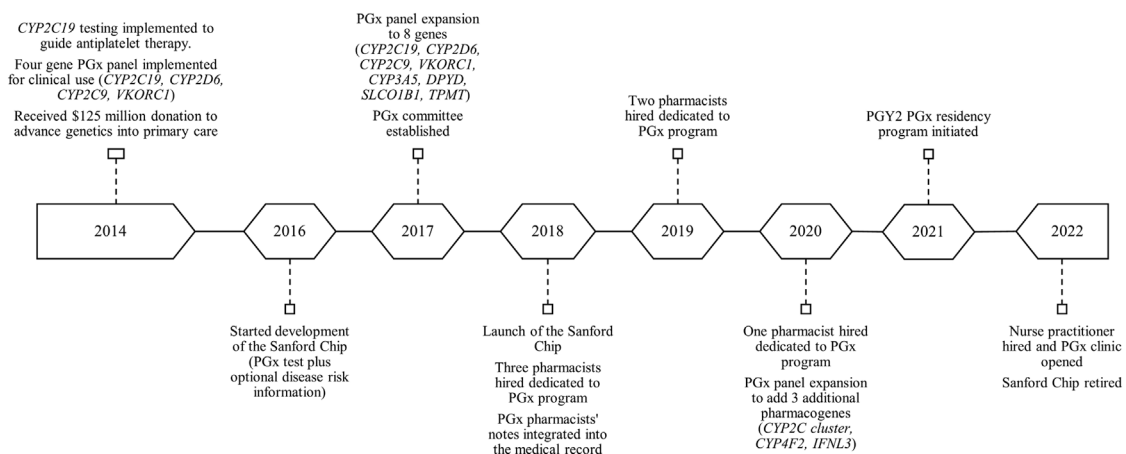 CYP2C19 testing implemented to
guide antiplatelet therapy.
Four gene PGx panel implemented
for clinical use (CYP2C19, CYP2D6,
CYP2C9, VKORC1)
Received $125 million donation to
advance genetics into primary care
PGx panel expansion
to 8 genes
(CYP2C19, CYP2D6,
CYP2C9, VKORC1,
CYP3A5, DPYD,
SLCO1B1, TPMT)
PGx committee
established
Two pharmacists
hired dedicated to
PGx program
PGY2 PGx residency
program initiated
2014
2016
2017
2018
2019
2020
2021
2022
Started development
of the Sanford Chip
(PGx test plus
optional disease risk
information)
Launch of the Sanford
Chip
Three pharmacists
hired dedicated to
PGx program
PGx pharmacists'
notes integrated into
the medical record
One pharmacist hired
dedicated to PGx
program
PGx panel expansion
to add 3 additional
pharmacogenes
(CYP2C cluster,
CYP4F2, IFNL3)
Nurse practitioner
hired and PGx clinic
opened
Sanford Chip retired